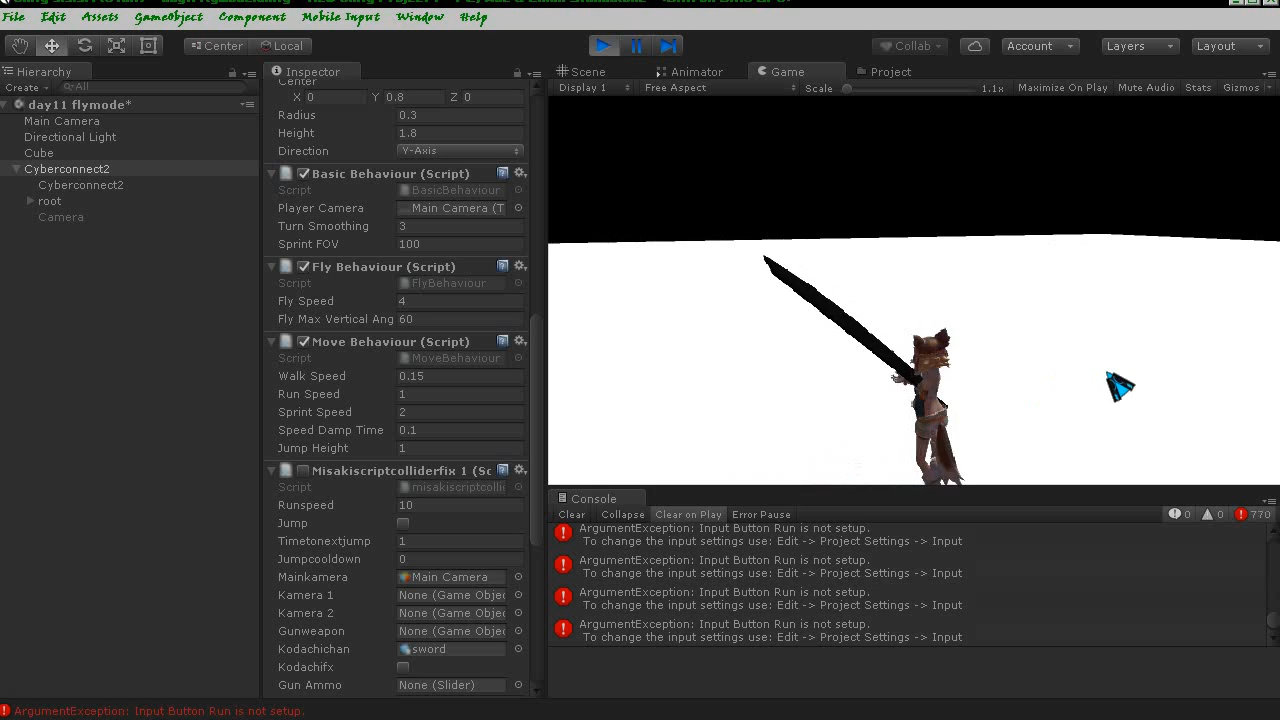 File Edit Assets GameObject Component Mobile Input Window Help
Center Local Collab Account Layers Layout
Hierarchy
Create All
day11 flymode*
Main Camera
Directional Light
Cube
Cyberconnect2
Cyberconnect2
root
Camera
Inspector
Center
X 0 Y 0.8 Z 0
Radius 0.3
Height 1.8
Direction Y-Axis
Basic Behaviour (Script)
Script BasicBehaviour
Player Camera Main Camera (T
Turn Smoothing 3
Sprint FOV 100
Fly Behaviour (Script)
Script FlyBehaviour
Fly Speed 4
Fly Max Vertical Ang 60
Move Behaviour (Script)
Script MoveBehaviour
Walk Speed 0.15
Run Speed 1
Sprint Speed 2
Speed Damp Time 0.1
Jump Height 1
Misakiscriptcolliderfix 1 (Sc
Script misakiscriptcolli
Runspeed 10
Jump
Timetonextjump 1
Jumpcooldown 0
Mainkamera Main Camera
Kamera 1 None (Game Objec
Kamera 2 None (Game Objec
Gunweapon None (Game Objec
Kodachichan sword
Kodachifx
Gun Ammo None (Slider)
Scene Animator Game Project
Display 1 Free Aspect Scale 1.1x Maximize On Play Mute Audio Stats Gizmos
Console
Clear Collapse Clear on Play Error Pause 0 0 770
ArgumentException: Input Button Run is not setup.
To change the input settings use: Edit -> Project Settings -> Input
ArgumentException: Input Button Run is not setup.
To change the input settings use: Edit -> Project Settings -> Input
ArgumentException: Input Button Run is not setup.
To change the input settings use: Edit -> Project Settings -> Input
ArgumentException: Input Button Run is not setup.
To change the input settings use: Edit -> Project Settings -> Input
ArgumentException: Input Button Run is not setup.